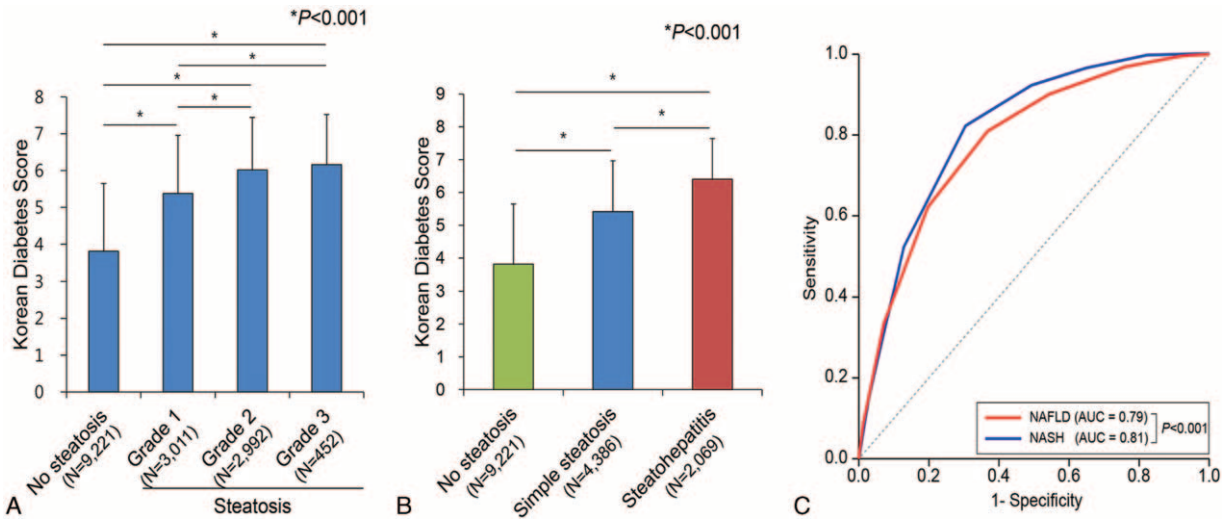 *P<0.001
*
*
*
*
*
8
7
6
5
4
3
2
1
0
Korean Diabetes Score
No steatosis
(N=9,221)
Grade 1
(N=3,011)
Grade 2
(N=2,992)
Grade 3
(N=452)
Steatosis
A
*P<0.001
*
*
*
9
8
7
6
5
4
3
2
1
0
Korean Diabetes Score
No steatosis
(N=9,221)
Simple steatosis
(N=4,386)
Steatohepatitis
(N=2,069)
B
1.0
0.8
0.6
0.4
0.2
0.0
Sensitivity
NAFLD (AUC = 0.79)
NASH (AUC = 0.81)
P<0.001
0.0 0.2 0.4 0.6 0.8 1.0
1- Specificity
C